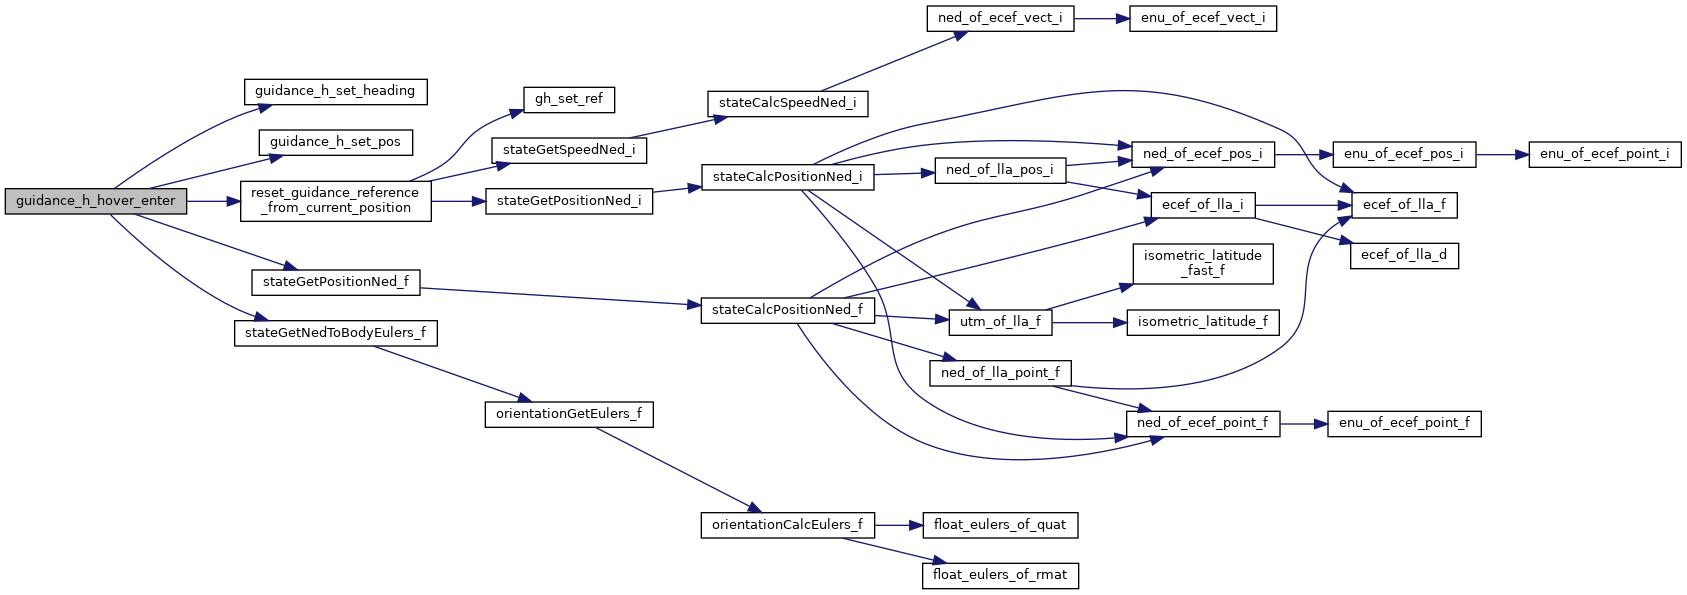 guidance_h_hover_enter
guidance_h_set_heading
guidance_h_set_pos
reset_guidance_reference
_from_current_position
stateGetPositionNed_f
stateGetNedToBodyEulers_f
gh_set_ref
stateGetSpeedNed_i
stateGetPositionNed_i
orientationGetEulers_f
stateCalcSpeedNed_i
stateCalcPositionNed_i
stateCalcPositionNed_f
orientationCalcEulers_f
ned_of_ecef_vect_i
ned_of_lla_pos_i
utm_of_lla_f
ned_of_lla_point_f
float_eulers_of_quat
float_eulers_of_rmat
enu_of_ecef_vect_i
ned_of_ecef_pos_i
ecef_of_lla_i
isometric_latitude
_fast_f
isometric_latitude_f
ned_of_ecef_point_f
enu_of_ecef_pos_i
ecef_of_lla_f
ecef_of_lla_d
enu_of_ecef_point_f
enu_of_ecef_point_i